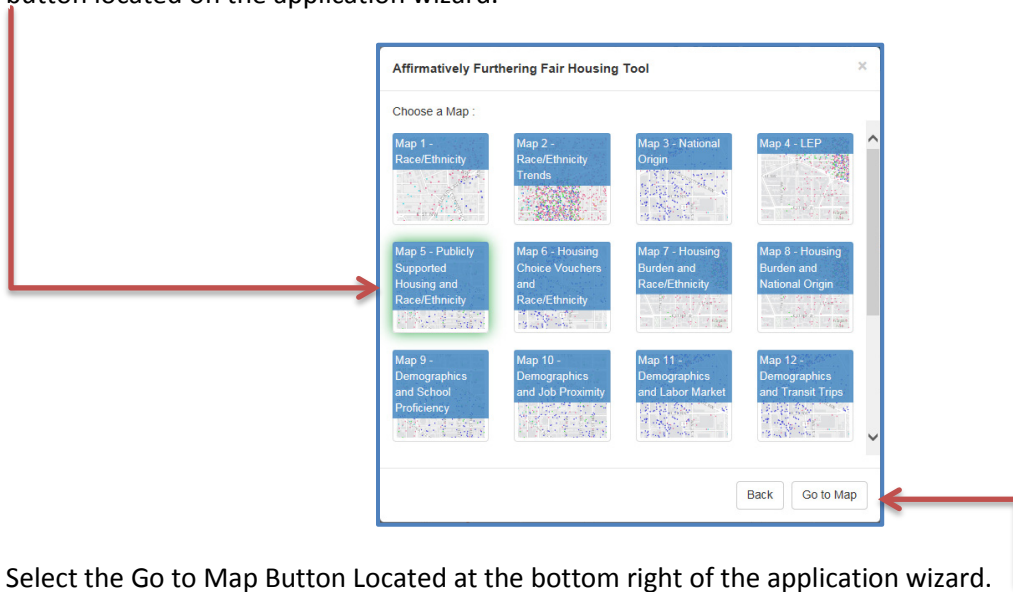 button located on the application wizard.
Affirmatively Furthering Fair Housing Tool ×
Choose a Map :
Map 1 -
Race/Ethnicity
Map 2 -
Race/Ethnicity
Trends
Map 3 - National
Origin
Map 4 - LEP
Map 5 - Publicly
Supported
Housing and
Race/Ethnicity
Map 6 - Housing
Choice Vouchers
and
Race/Ethnicity
Map 7 - Housing
Burden and
Race/Ethnicity
Map 8 - Housing
Burden and
National Origin
Map 9 -
Demographics
and School
Proficiency
Map 10 -
Demographics
and Job Proximity
Map 11 -
Demographics
and Labor Market
Map 12 -
Demographics
and Transit Trips
Back Go to Map
Select the Go to Map Button Located at the bottom right of the application wizard.